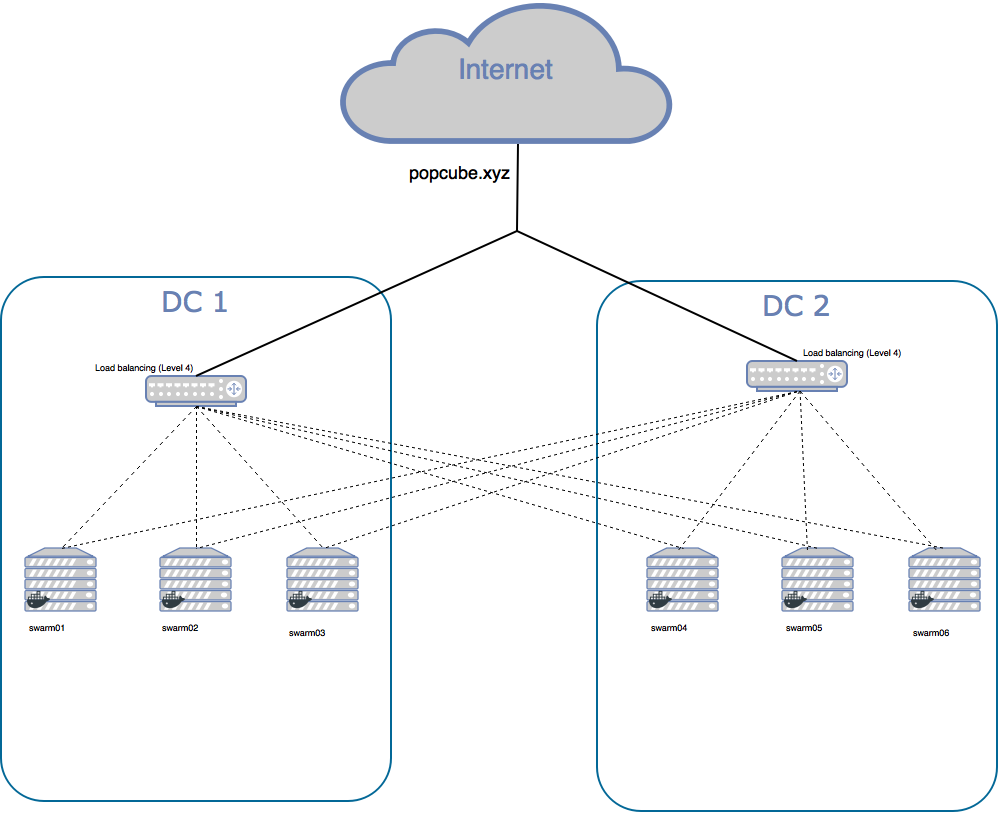 Internet
popcube.xyz
DC 1
DC 2
Load balancing (Level 4)
Load balancing (Level 4)
swarm01
swarm02
swarm03
swarm04
swarm05
swarm06